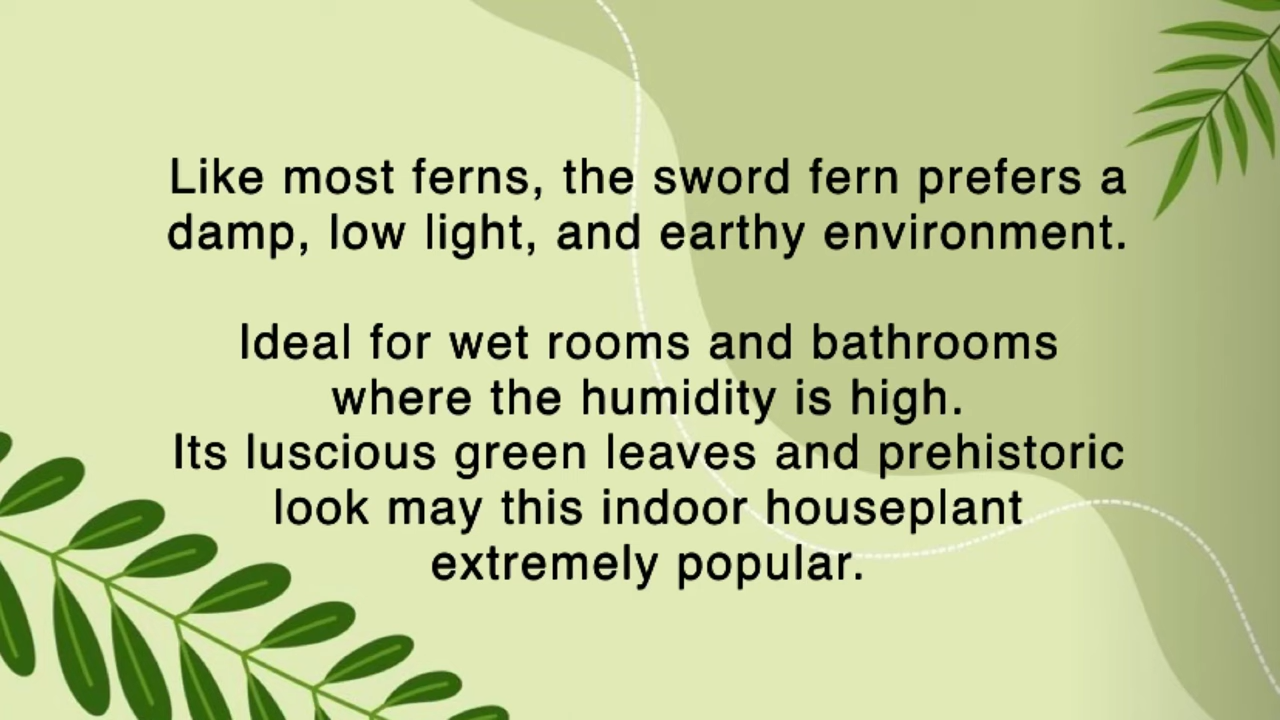 Like most ferns, the sword fern prefers a
damp, low light, and earthy environment.
Ideal for wet rooms and bathrooms
where the humidity is high.
Its luscious green leaves and prehistoric
look may this indoor houseplant
extremely popular.